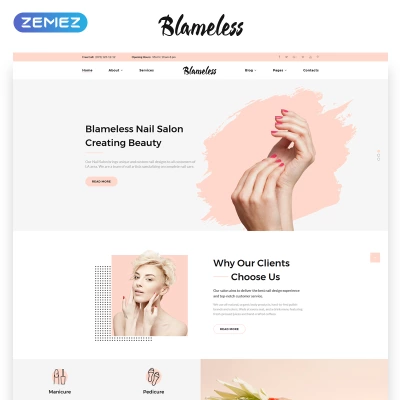 ZEMEZ
Blameless
Home
About
Services
Blameless
Blog
Pages
Contacts
Blameless Nail Salon
Creating Beauty
READ MORE
Why Our Clients
Choose Us
Our salon aims to deliver the best nail design experience
and top-notch customer service.
READ MORE
Manicure
Pedicure